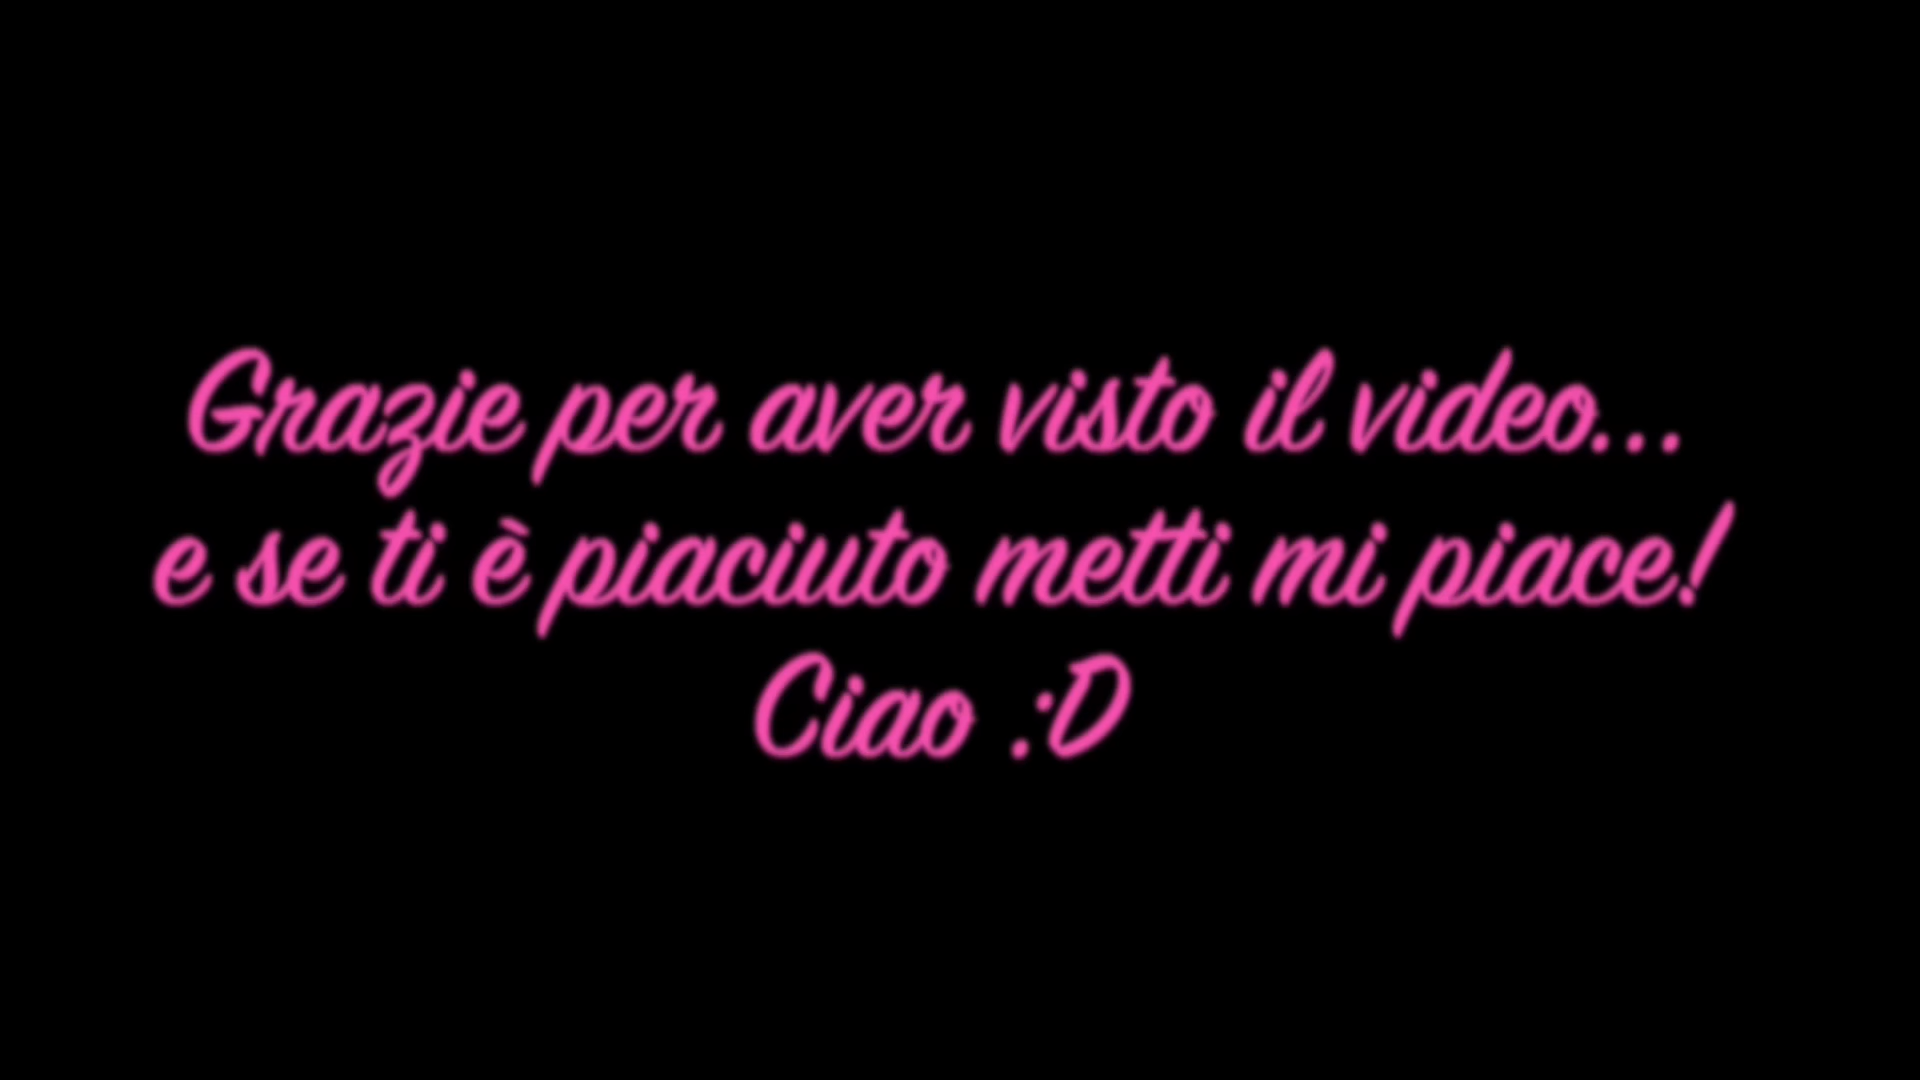 Grazie per aver visto il video...
e se ti è piaciuto metti mi piace!
Ciao :D